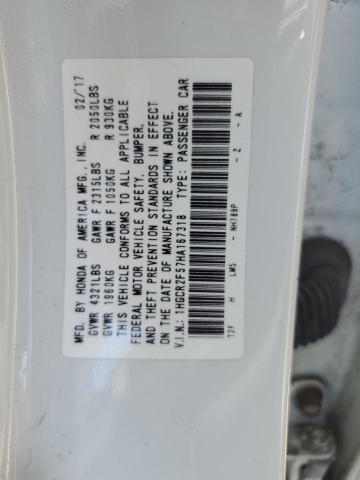 MFD. BY HONDA OF AMERICA MFG., INC. 02/'17
GVWR 4321LBS GAWR F 2315LBS R 2050LBS
GVWR 1960KG GAWR F 1050KG R 930KG
THIS VEHICLE CONFORMS TO ALL APPLICABLE
FEDERAL MOTOR VEHICLE SAFETY, BUMPER,
AND THEFT PREVENTION STANDARDS IN EFFECT
ON THE DATE OF MANUFACTURE SHOWN ABOVE.
V.I.N.: 1HGCR2F57HA167318 TYPE: PASSENGER CAR
T2F H LM5 - NH788P - Z - A